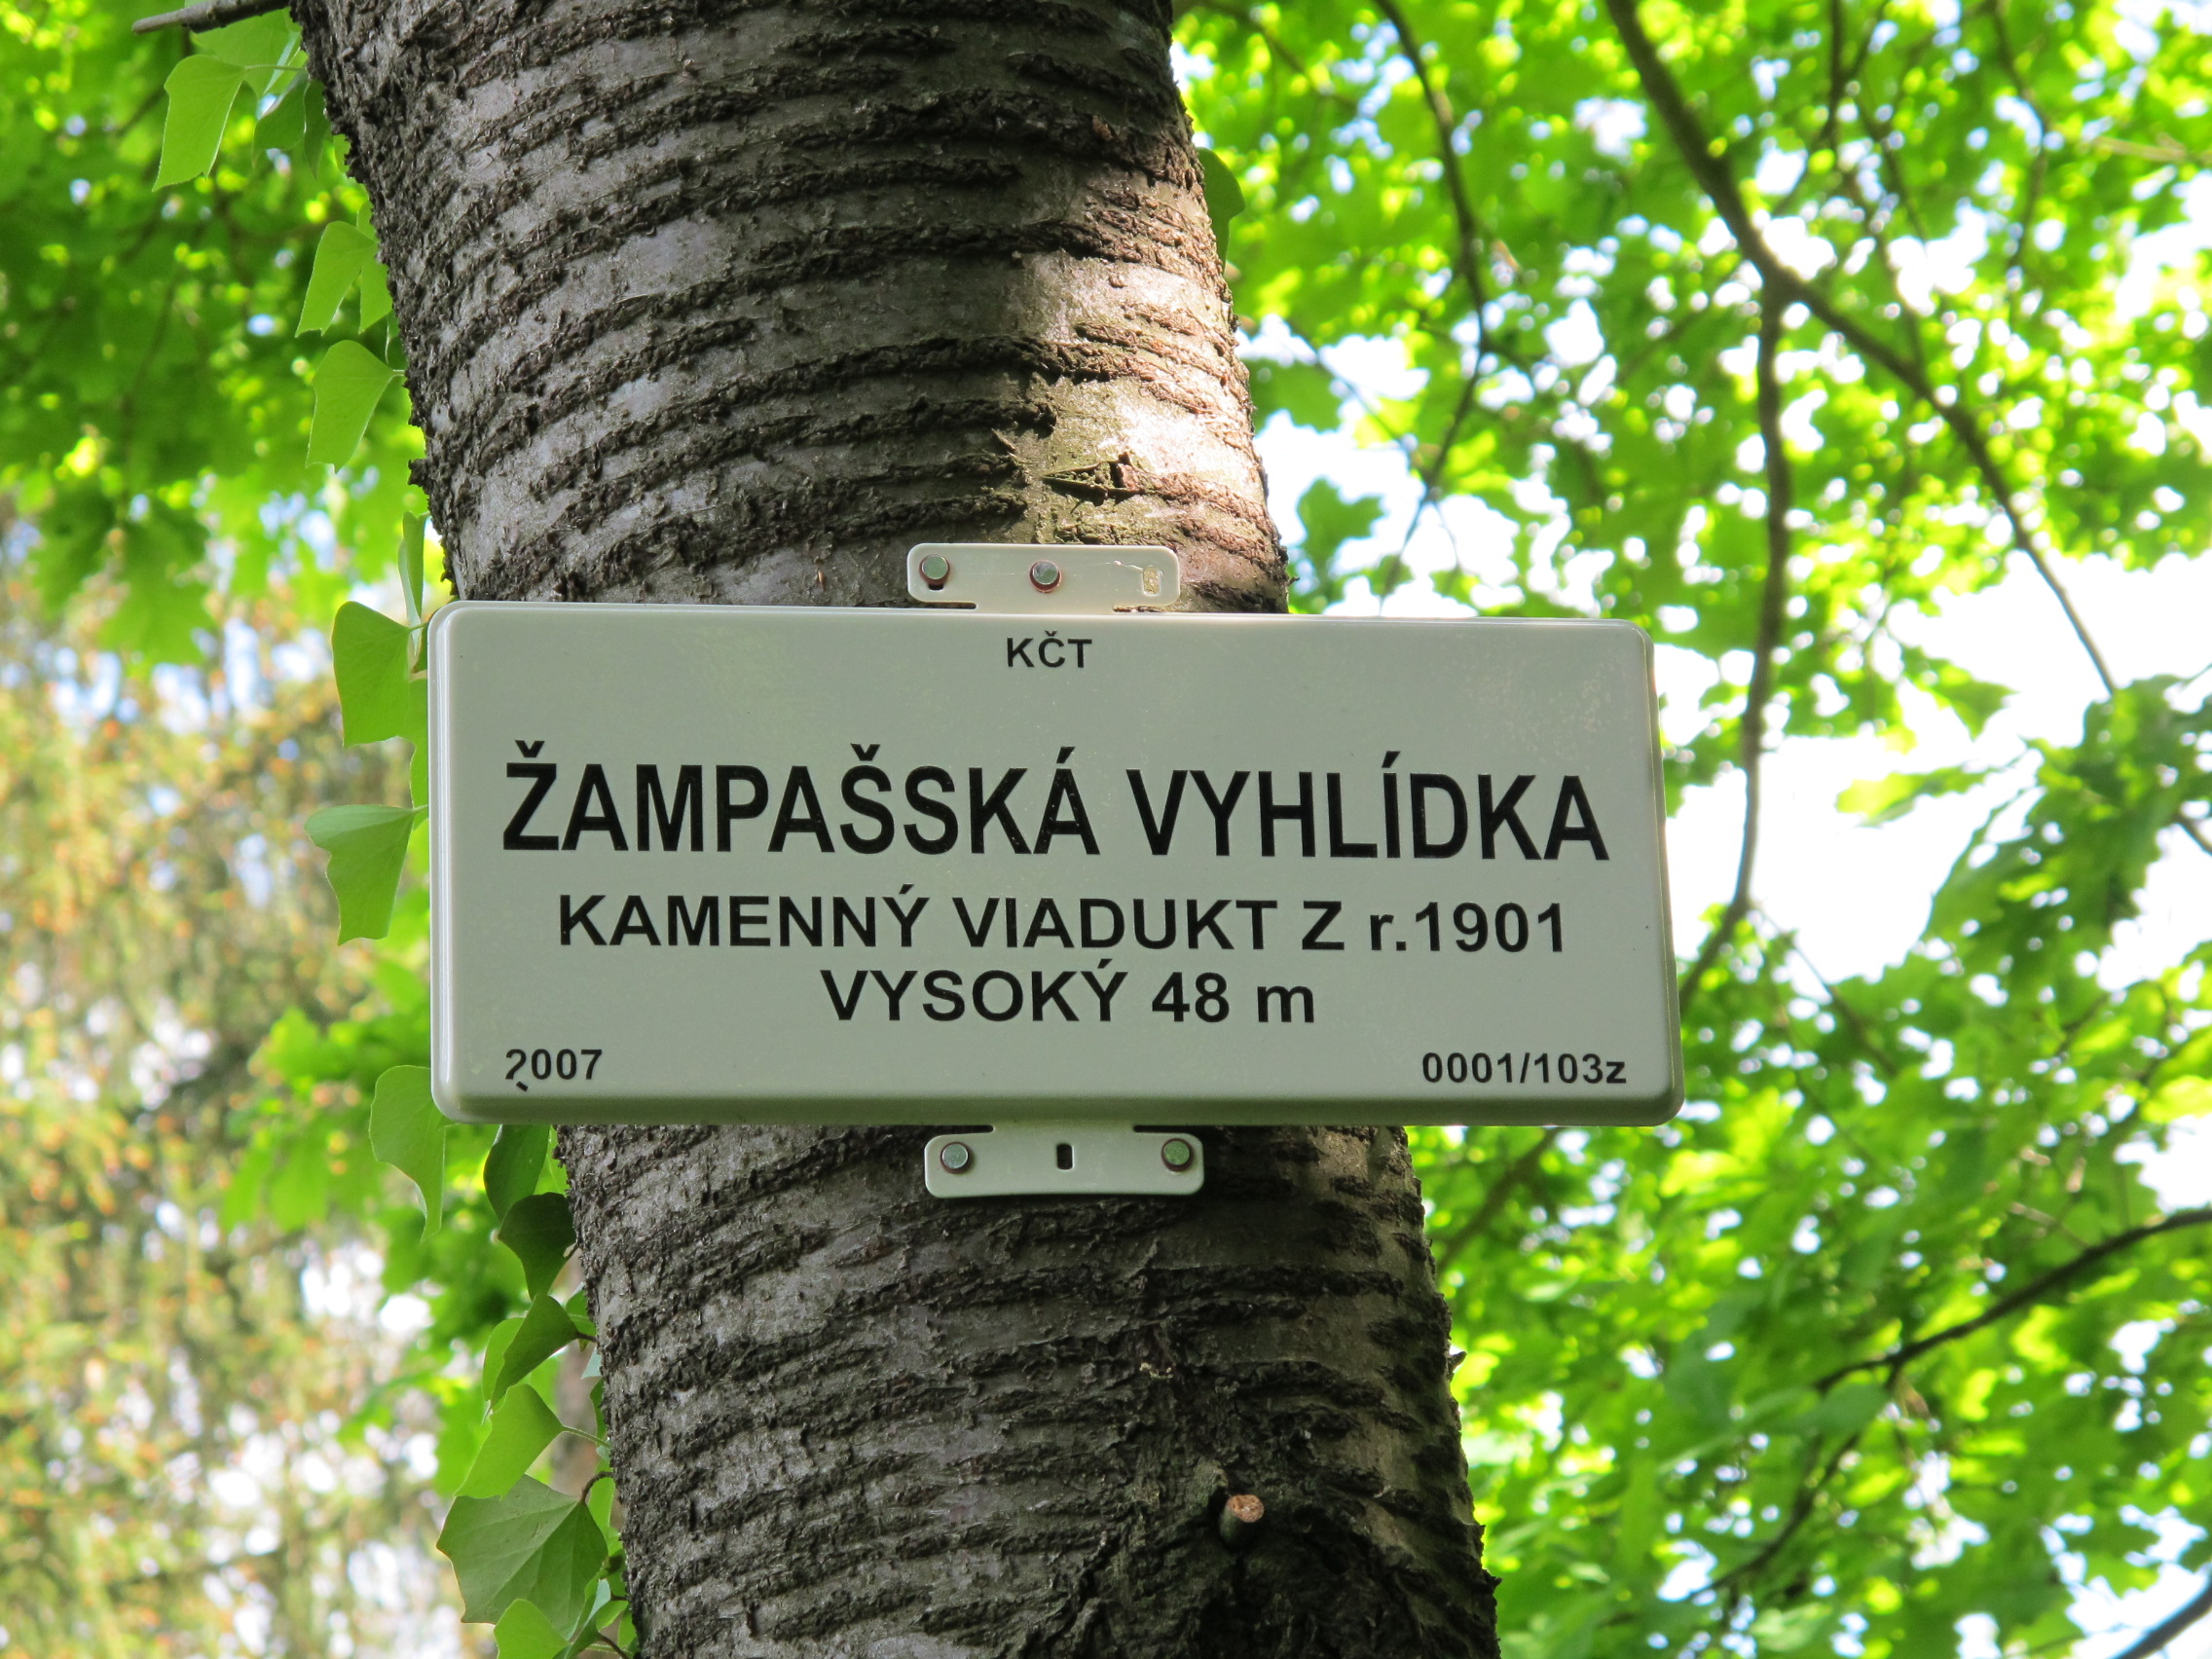 KČT
ŽAMPAŠSKÁ VYHLÍDKA
KAMENNÝ VIADUKT Z r.1901
VYSOKÝ 48 m
2007 0001/103z